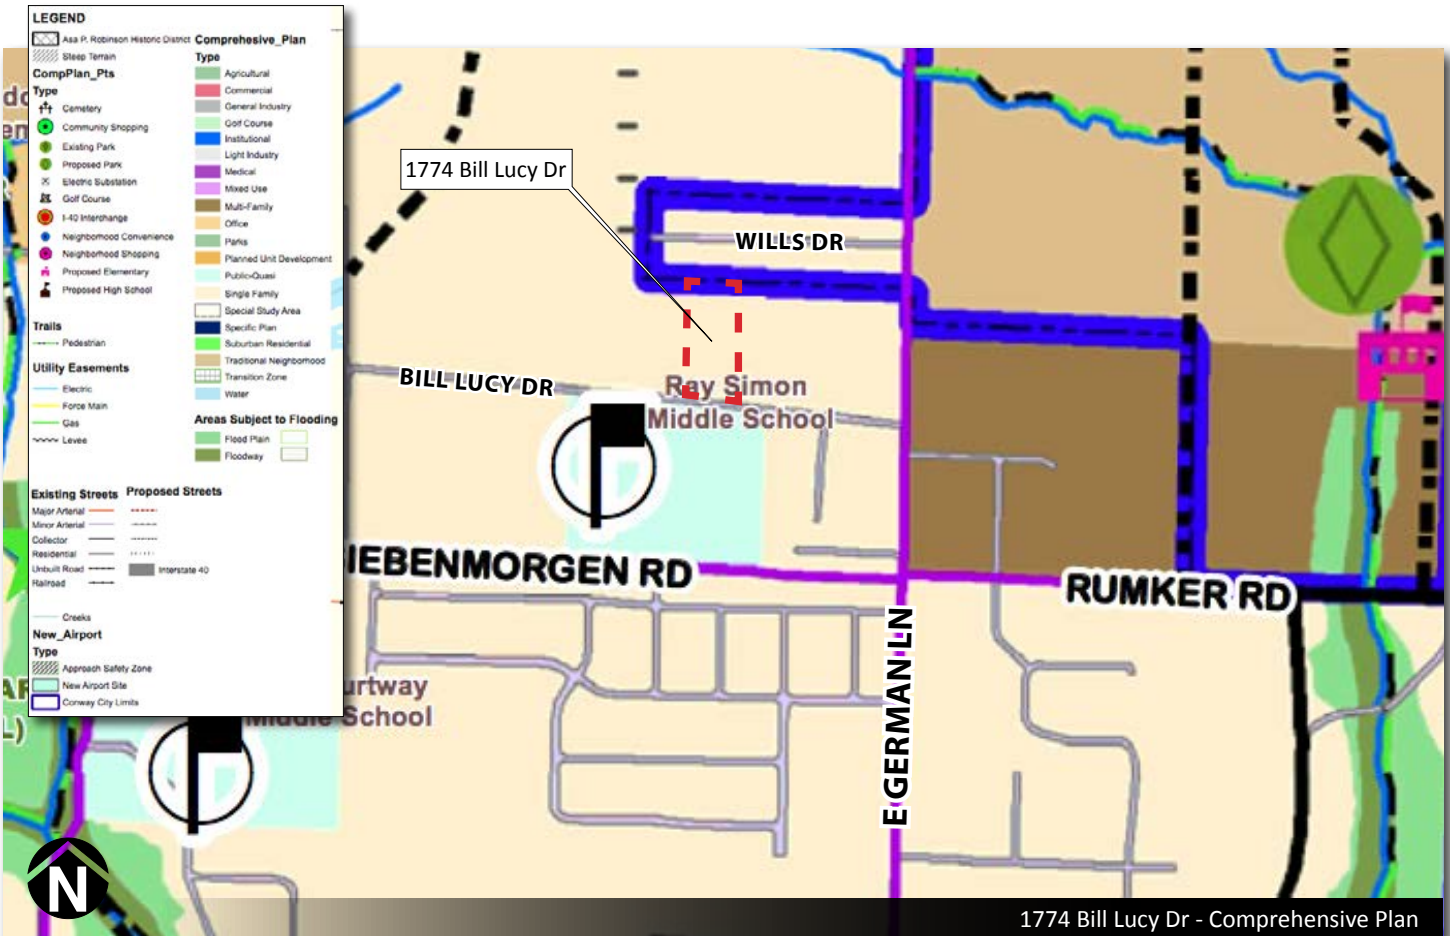 LEGEND
Asa P. Robinson Historic District
Steep Terrain
CompPlan_Pts
Type
Cemetery
Community Shopping
Existing Park
Proposed Park
Electric Substation
Golf Course
I-40 Interchange
Neighborhood Convenience
Neighborhood Shopping
Proposed Elementary
Proposed High School
Trails
Pedestrian
Utility Easements
Electric
Force Main
Gas
Levee
Comprehesive_Plan
Type
Agricultural
Commercial
General Industry
Golf Course
Institutional
Light Industry
Medical
Mixed Use
Multi-Family
Office
Parks
Planned Unit Development
Public-Quasi
Single Family
Special Study Area
Specific Plan
Suburban Residential
Traditional Neighborhood
Transition Zone
Water
Areas Subject to Flooding
Flood Plain
Floodway
Existing Streets
Major Arterial
Minor Arterial
Collector
Residential
Unbuilt Road
Railroad
Proposed Streets
Interstate 40
Creeks
New_Airport
Type
Approach Safety Zone
New Airport Site
Conway City Limits
1774 Bill Lucy Dr
WILLS DR
BILL LUCY DR
Ray Simon
Middle School
IEBENMORGEN RD
RUMKER RD
E GERMAN LN
urtway
Middle School
N
1774 Bill Lucy Dr - Comprehensive Plan